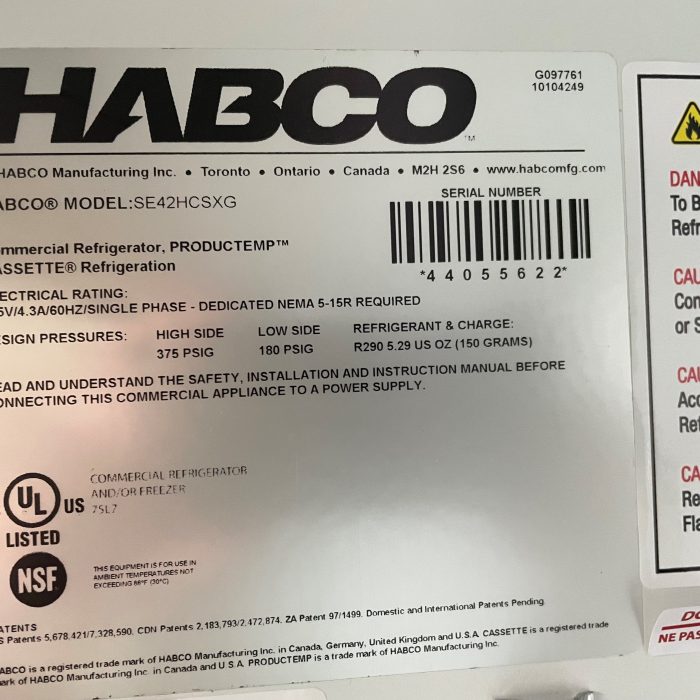 HABCO
TM
G097761
10104249
HABCO Manufacturing Inc. • Toronto • Ontario • Canada • M2H 2S6 • www.habcomfg.com
ABCO® MODEL:SE42HCSXG
SERIAL NUMBER
*44055622*
ommercial Refrigerator, PRODUCTEMP™
ASSETTE® Refrigeration
ECTRICAL RATING:
5V/4.3A/60HZ/SINGLE PHASE - DEDICATED NEMA 5-15R REQUIRED
ESIGN PRESSURES: HIGH SIDE LOW SIDE REFRIGERANT & CHARGE:
375 PSIG 180 PSIG R290 5.29 US OZ (150 GRAMS)
EAD AND UNDERSTAND THE SAFETY, INSTALLATION AND INSTRUCTION MANUAL BEFORE
ONNECTING THIS COMMERCIAL APPLIANCE TO A POWER SUPPLY.
UL US
LISTED
COMMERCIAL REFRIGERATOR
AND/OR FREEZER
75L7
NSF
THIS EQUIPMENT IS FOR USE IN
AMBIENT TEMPERATURES NOT
EXCEEDING 86°F (30°C)
ATENTS
S Patents 5,678,421/7,328,590, CDN Patents 2,183,793/2,472,874, ZA Patent 97/1499. Domestic and International Patents Pending
ABCO is a registered trade mark of HABCO Manufacturing Inc. in Canada, Germany, United Kingdom and U.S.A. CASSETTE is a registered trade
ark of HABCO Manufacturing Inc. in Canada and U.S.A. PRODUCTEMP is a trade mark of HABCO Manufacturing Inc.
DAN
To B
Refr
CAU
Con
or S
CAU
Acc
Ref
CA
Re
Fla
DO
NE PAS